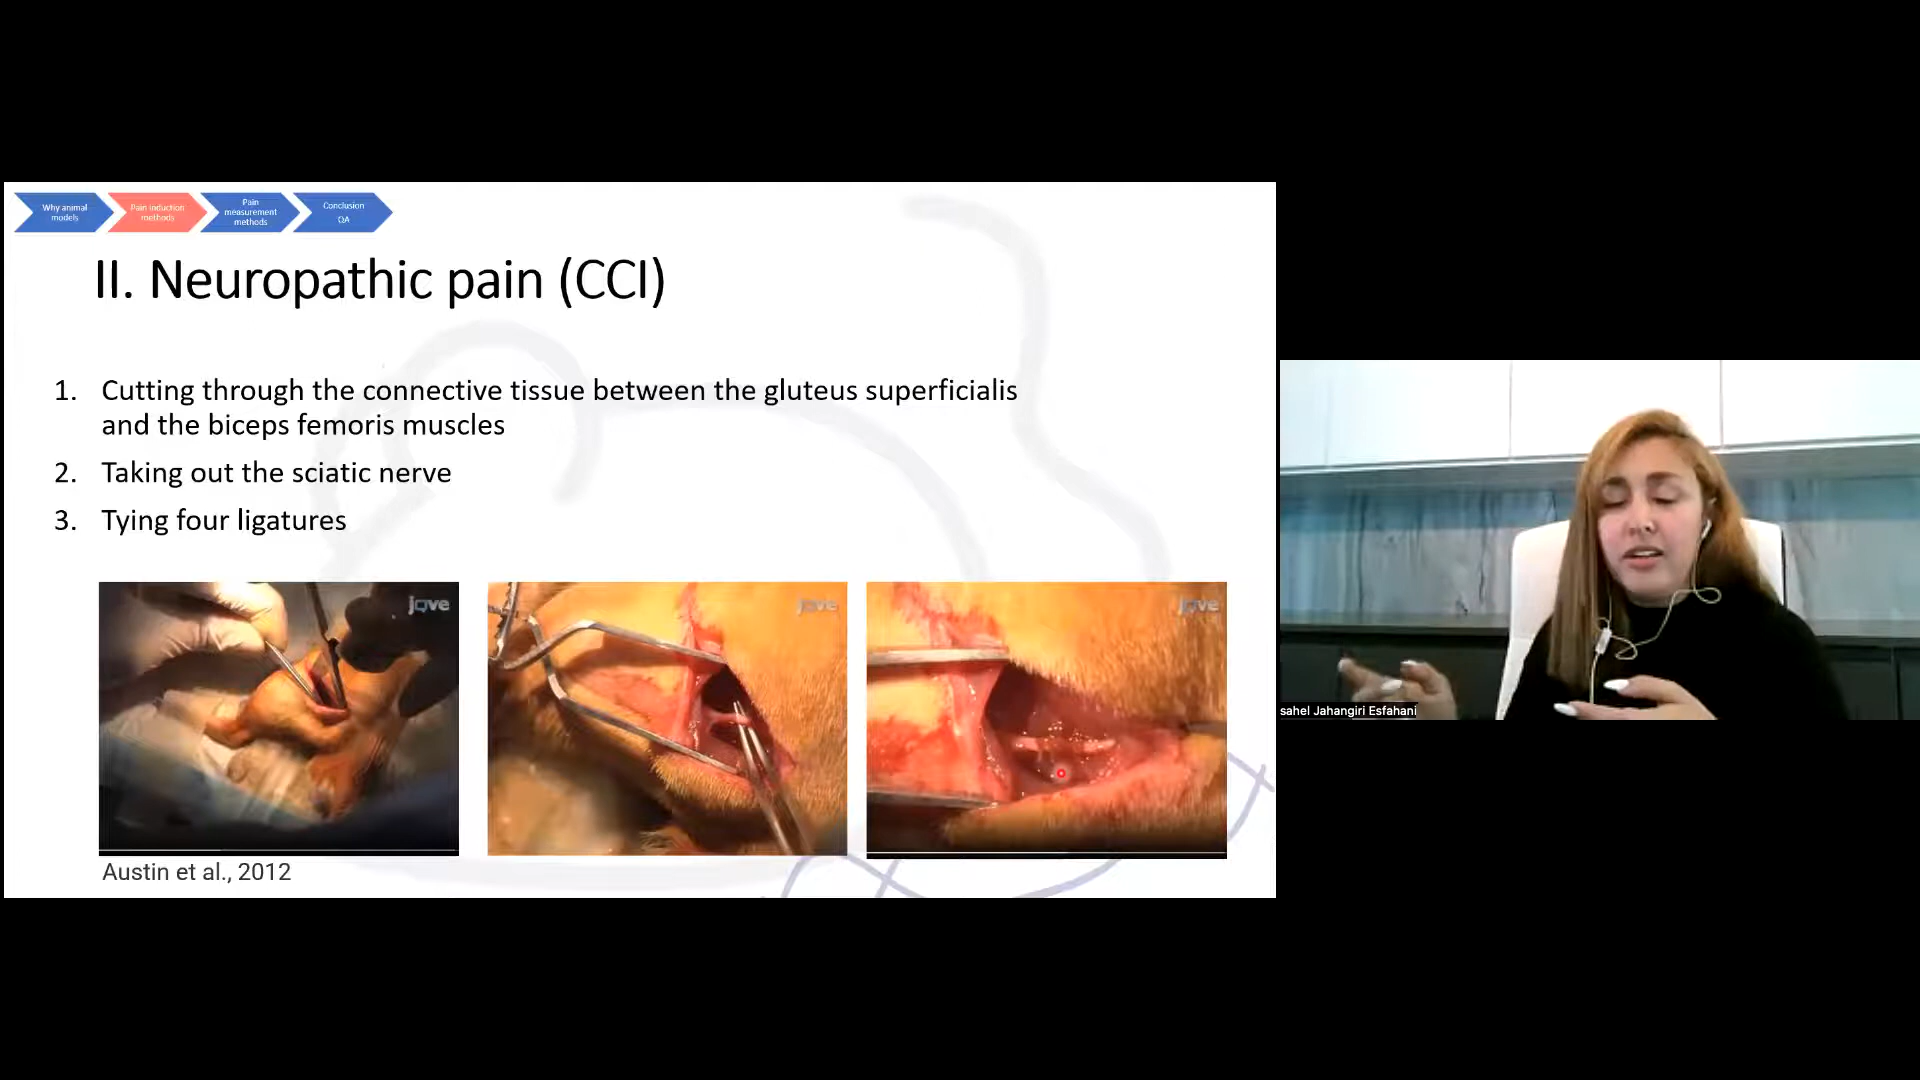 Why animal
models
Pain induction
methods
Pain
measurement
methods
Conclusion
QA
II. Neuropathic pain (CCI)
1. Cutting through the connective tissue between the gluteus superficialis
and the biceps femoris muscles
2. Taking out the sciatic nerve
3. Tying four ligatures
jove
jove
jove
Austin et al., 2012
sahel Jahangiri Esfahani